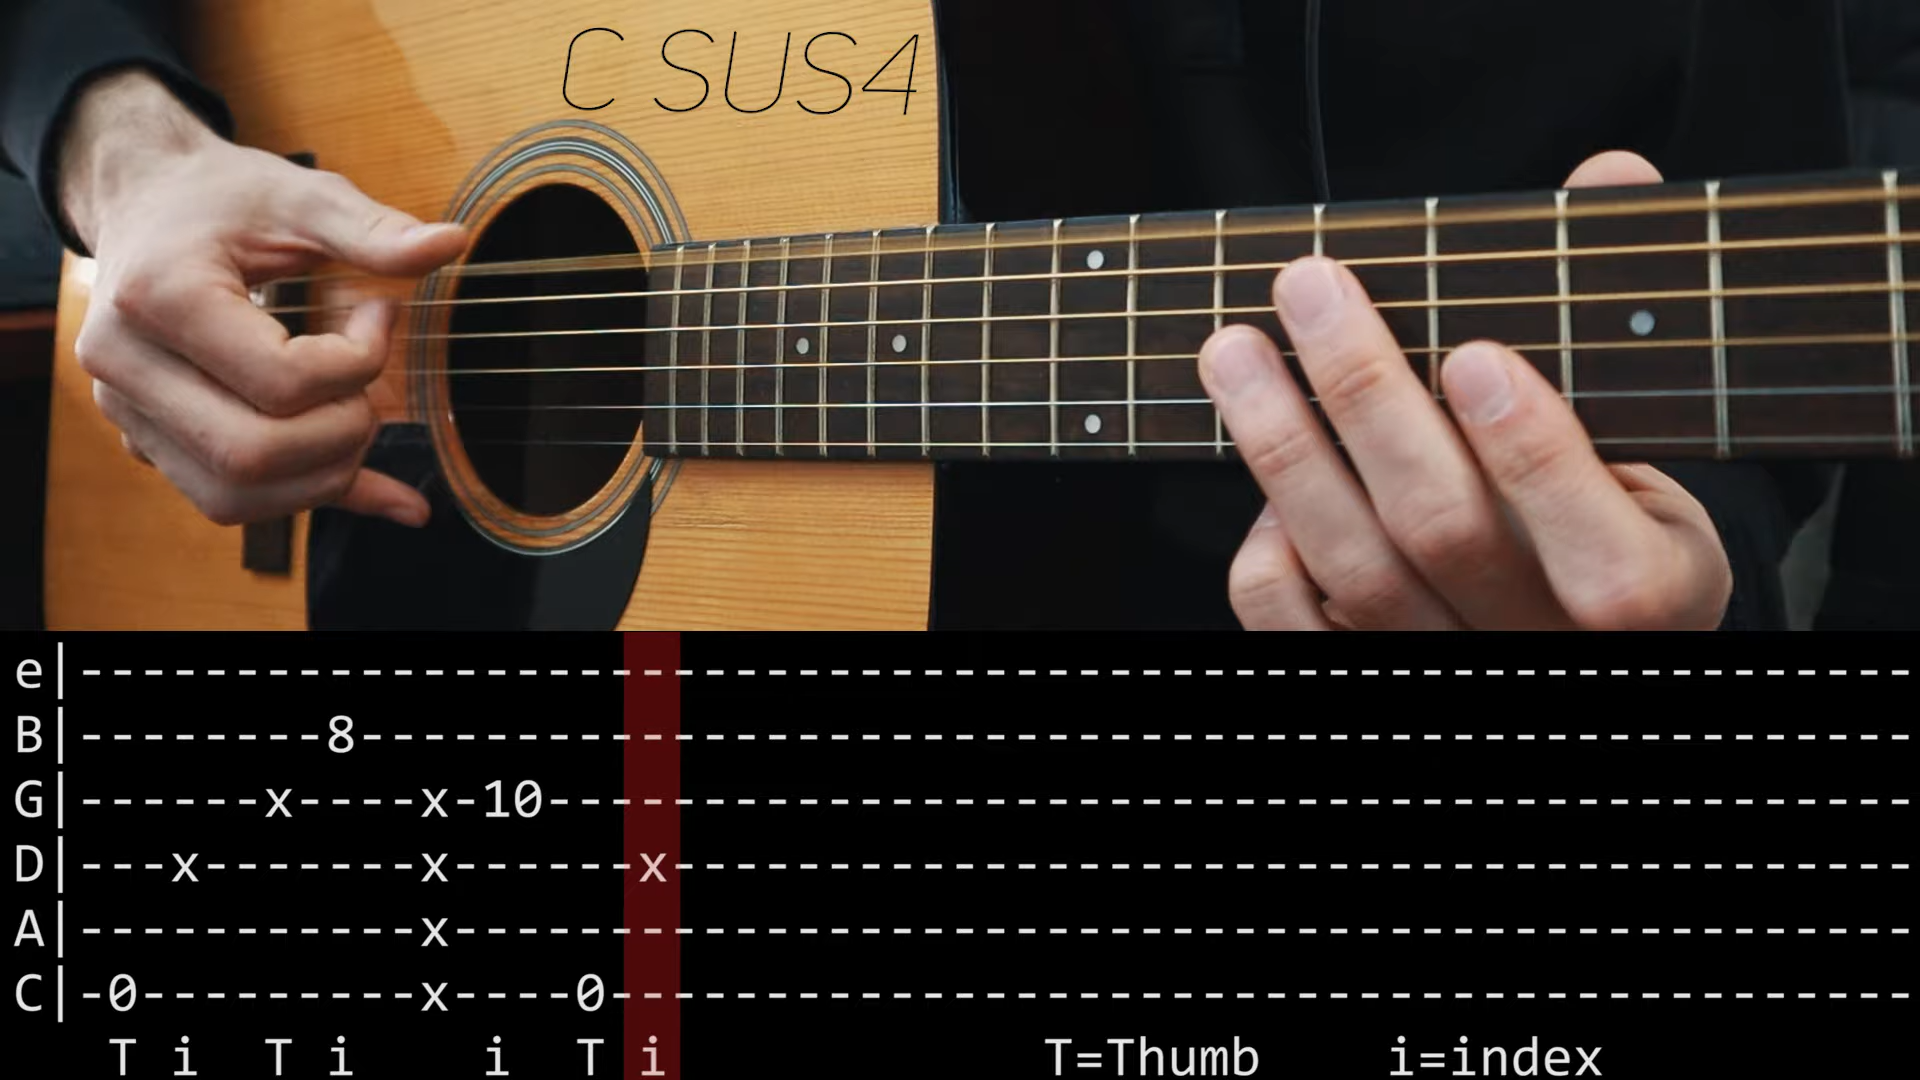 C SUS4
e|-----------------------------------------------------------
B|--------8--------------------------------------------------
G|------x----x-10--------------------------------------------
D|---x-------x------x----------------------------------------
A|-----------x-----------------------------------------------
C|-0---------x----0------------------------------------------
T i T i i T i T=Thumb i=index